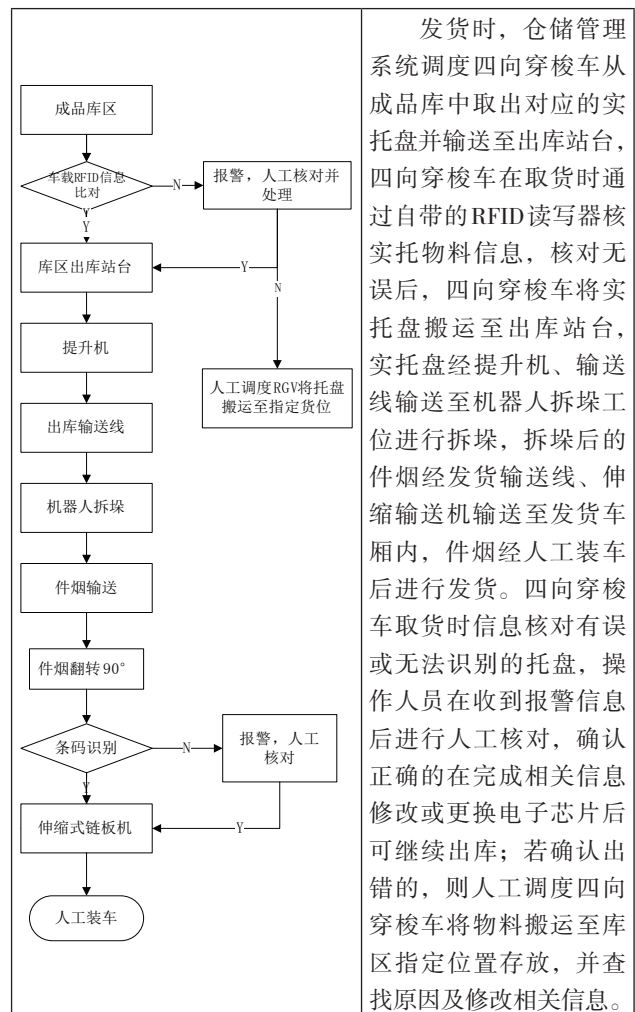 成品库区
车载RFID信息
比对
N
报警，人工核对并
处理
Y
Y
库区出库站台
Y
N
提升机
人工调度RGV将托盘
搬运至指定货位
出库输送线
机器人拆垛
件烟输送
件烟翻转90°
条码识别
N
报警，人工
核对
Y
伸缩式链板机
Y
人工装车
发货时，仓储管理
系统调度四向穿梭车从
成品库中取出对应的实
托盘并输送至出库站台，
四向穿梭车在取货时通
过自带的RFID读写器核
实托物料信息，核对无
误后，四向穿梭车将实
托盘搬运至出库站台，
实托盘经提升机、输送
线输送至机器人拆垛工
位进行拆垛，拆垛后的
件烟经发货输送线、伸
缩输送机输送至发货车
厢内，件烟经人工装车
后进行发货。四向穿梭
车取货时信息核对有误
或无法识别的托盘，操
作人员在收到报警信息
后进行人工核对，确认
正确的在完成相关信息
修改或更换电子芯片后
可继续出库；若确认出
错的，则人工调度四向
穿梭车将物料搬运至库
区指定位置存放，并查
找原因及修改相关信息。